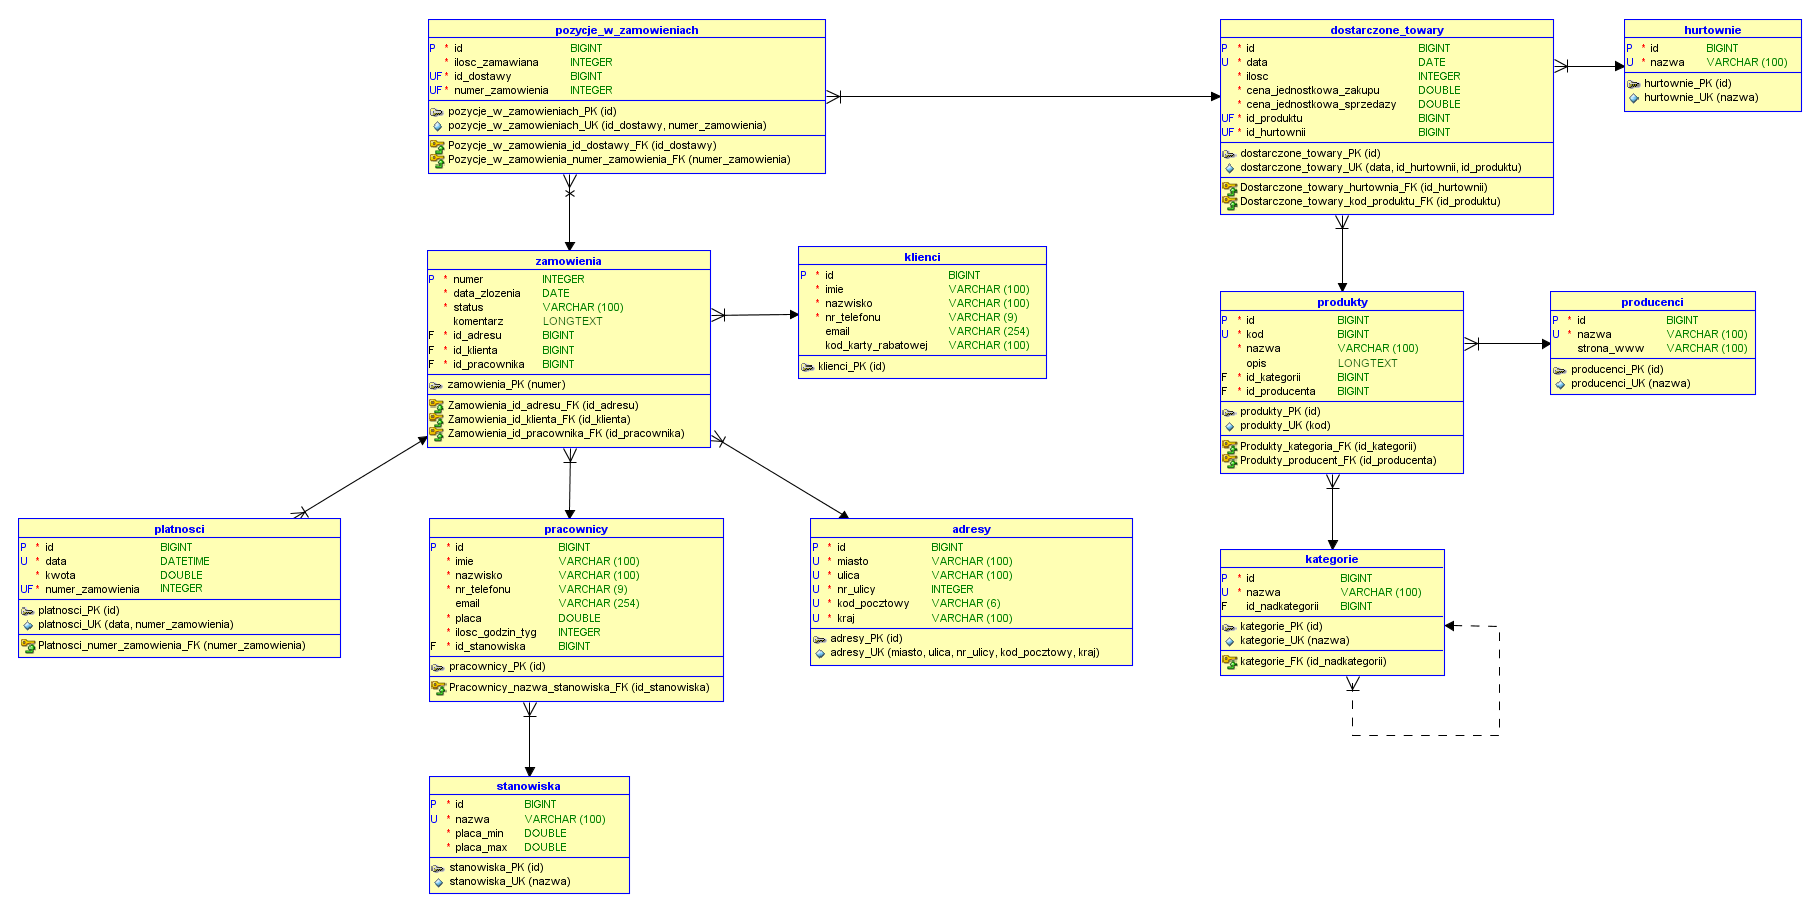 pozycje_w_zamowieniach
P * id BIGINT
* ilosc_zamawiana INTEGER
UF * id_dostawy BIGINT
UF * numer_zamowienia INTEGER
pozycje_w_zamowieniach_PK (id)
pozycje_w_zamowieniach_UK (id_dostawy, numer_zamowienia)
Pozycje_w_zamowienia_id_dostawy_FK (id_dostawy)
Pozycje_w_zamowienia_numer_zamowienia_FK (numer_zamowienia)
dostarczone_towary
P * id BIGINT
U * data DATE
* ilosc INTEGER
* cena_jednostkowa_zakupu DOUBLE
* cena_jednostkowa_sprzedazy DOUBLE
UF * id_produktu BIGINT
UF * id_hurtownii BIGINT
dostarczone_towary_PK (id)
dostarczone_towary_UK (data, id_hurtownii, id_produktu)
Dostarczone_towary_hurtownia_FK (id_hurtownii)
Dostarczone_towary_kod_produktu_FK (id_produktu)
hurtownie
P * id BIGINT
U * nazwa VARCHAR (100)
hurtownie_PK (id)
hurtownie_UK (nazwa)
zamowienia
P * numer INTEGER
* data_zlozenia DATE
* status VARCHAR (100)
komentarz LONGTEXT
F * id_adresu BIGINT
F * id_klienta BIGINT
F * id_pracownika BIGINT
zamowienia_PK (numer)
Zamowienia_id_adresu_FK (id_adresu)
Zamowienia_id_klienta_FK (id_klienta)
Zamowienia_id_pracownika_FK (id_pracownika)
klienci
P * id BIGINT
* imie VARCHAR (100)
* nazwisko VARCHAR (100)
* nr_telefonu VARCHAR (9)
email VARCHAR (254)
kod_karty_rabatowej VARCHAR (100)
klienci_PK (id)
produkty
P * id BIGINT
U * kod BIGINT
* nazwa VARCHAR (100)
opis LONGTEXT
F * id_kategorii BIGINT
F * id_producenta BIGINT
produkty_PK (id)
produkty_UK (kod)
Produkty_kategoria_FK (id_kategorii)
Produkty_producent_FK (id_producenta)
producenci
P * id BIGINT
U * nazwa VARCHAR (100)
strona_www VARCHAR (100)
producenci_PK (id)
producenci_UK (nazwa)
platnosci
P * id BIGINT
U * data DATETIME
* kwota DOUBLE
UF * numer_zamowienia INTEGER
platnosci_PK (id)
platnosci_UK (data, numer_zamowienia)
Platnosci_numer_zamowienia_FK (numer_zamowienia)
pracownicy
P * id BIGINT
* imie VARCHAR (100)
* nazwisko VARCHAR (100)
* nr_telefonu VARCHAR (9)
email VARCHAR (254)
* placa DOUBLE
* ilosc_godzin_tyg INTEGER
F * id_stanowiska BIGINT
pracownicy_PK (id)
Pracownicy_nazwa_stanowiska_FK (id_stanowiska)
adresy
P * id BIGINT
U * miasto VARCHAR (100)
U * ulica VARCHAR (100)
U * nr_ulicy INTEGER
U * kod_pocztowy VARCHAR (6)
U * kraj VARCHAR (100)
adresy_PK (id)
adresy_UK (miasto, ulica, nr_ulicy, kod_pocztowy, kraj)
kategorie
P * id BIGINT
U * nazwa VARCHAR (100)
F id_nadkategorii BIGINT
kategorie_PK (id)
kategorie_UK (nazwa)
kategorie_FK (id_nadkategorii)
stanowiska
P * id BIGINT
U * nazwa VARCHAR (100)
* placa_min DOUBLE
* placa_max DOUBLE
stanowiska_PK (id)
stanowiska_UK (nazwa)